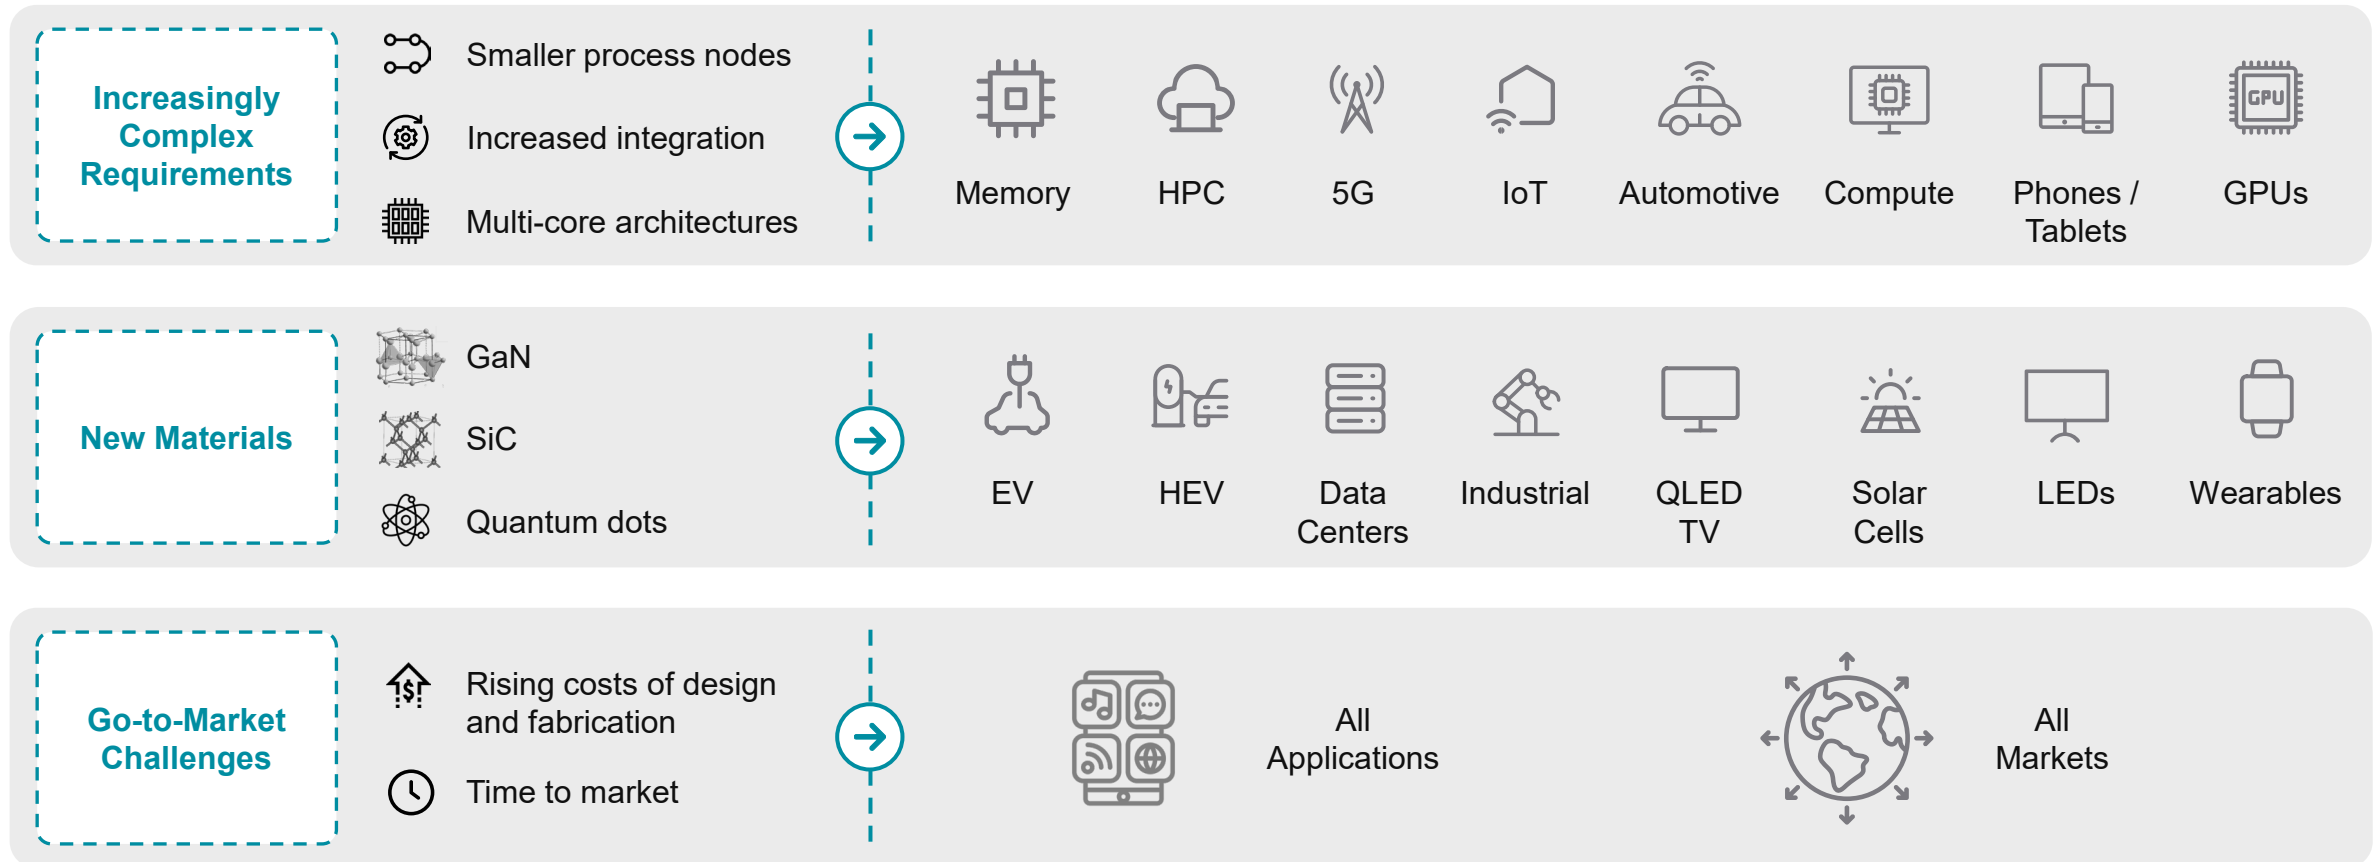 Increasingly
Complex
Requirements
Smaller process nodes
Increased integration
Multi-core architectures
Memory
HPC
5G
IoT
Automotive
Compute
Phones /
Tablets
GPU
GPUs
New Materials
GaN
SiC
Quantum dots
EV
HEV
Data
Centers
Industrial
QLED
TV
Solar
Cells
LEDs
Wearables
Go-to-Market
Challenges
$
Rising costs of design
and fabrication
Time to market
All
Applications
All
Markets